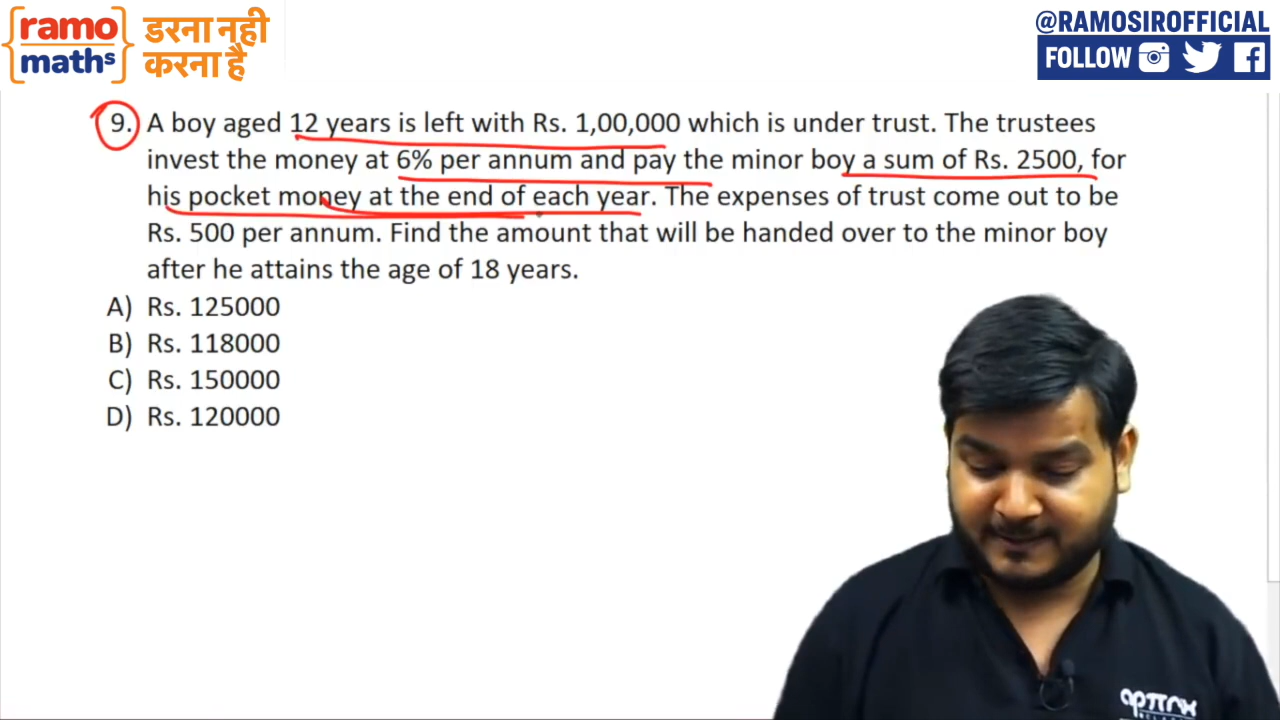 ramo
maths
डरना नही
करना है
@RAMOSIROFFICIAL
FOLLOW
9. A boy aged 12 years is left with Rs. 1,00,000 which is under trust. The trustees
invest the money at 6% per annum and pay the minor boy a sum of Rs. 2500, for
his pocket money at the end of each year. The expenses of trust come out to be
Rs. 500 per annum. Find the amount that will be handed over to the minor boy
after he attains the age of 18 years.
A) Rs. 125000
B) Rs. 118000
C) Rs. 150000
D) Rs. 120000